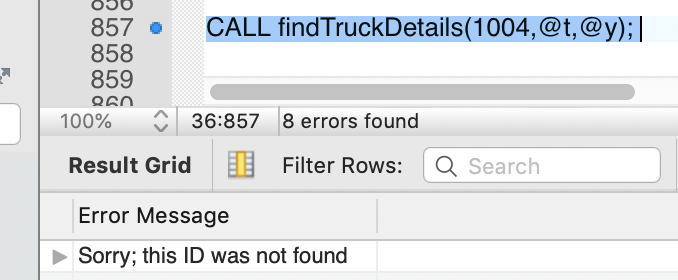 856
857 CALL findTruckDetails(1004,@t,@y);
858
859
860
100% 36:857 8 errors found
Result Grid Filter Rows: Search
Error Message
Sorry; this ID was not found